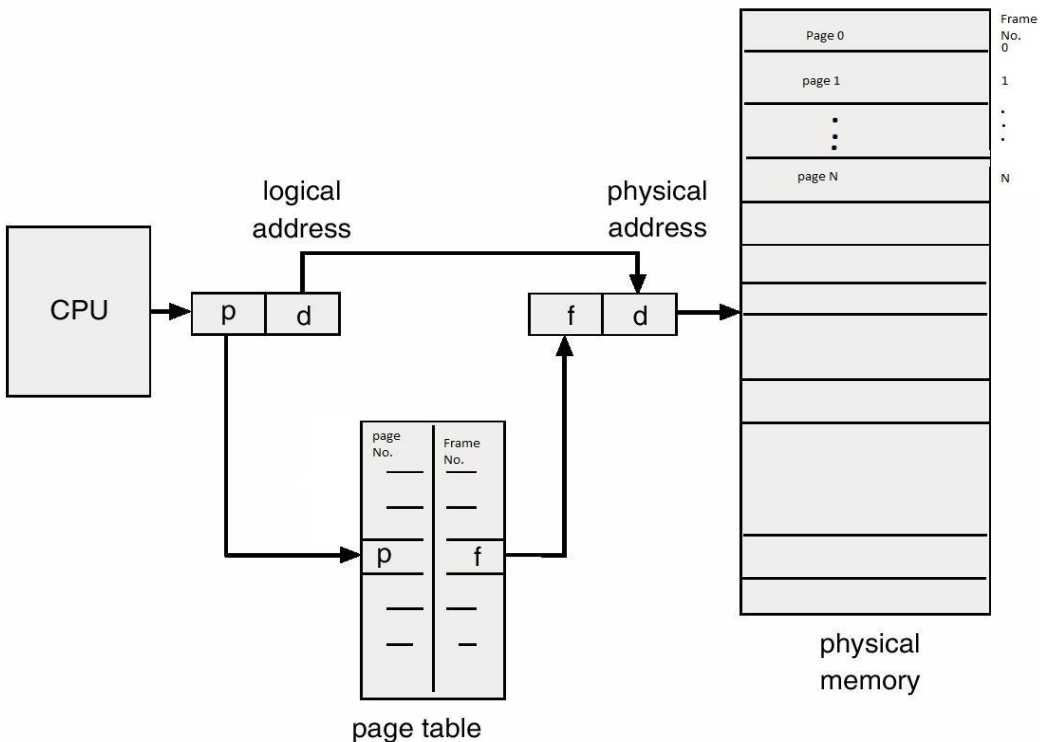 Frame
No.
Page 0
0
page 1
1
page N
N
logical
address
physical
address
CPU
p
d
f
d
page
No.
Frame
No.
p
f
physical
memory
page table